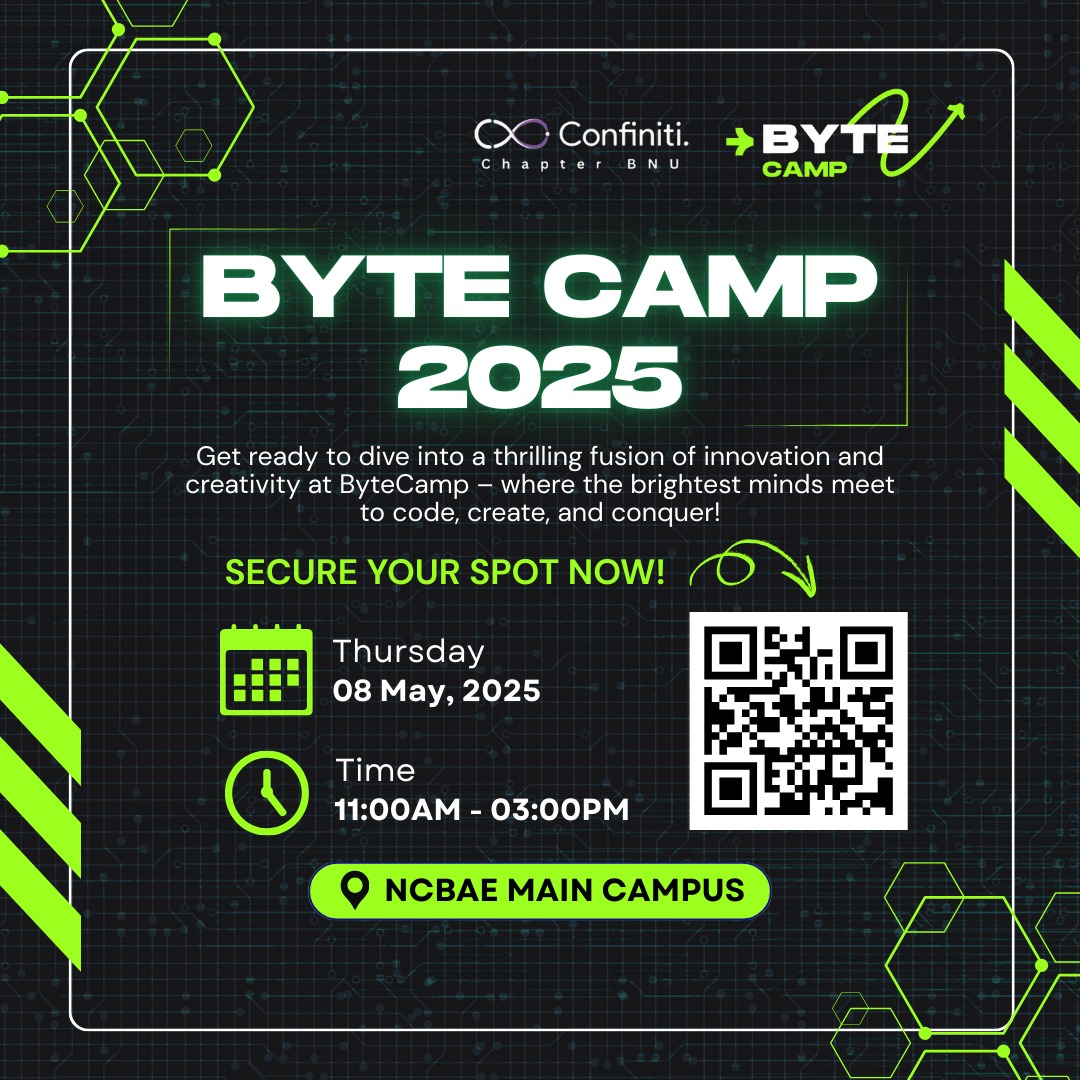 Confiniti.
Chapter BNU
BYTE
CAMP
BYTE CAMP
2025
Get ready to dive into a thrilling fusion of innovation and
creativity at ByteCamp – where the brightest minds meet
to code, create, and conquer!
SECURE YOUR SPOT NOW!
Thursday
08 May, 2025
Time
11:00AM - 03:00PM
NCBAE MAIN CAMPUS